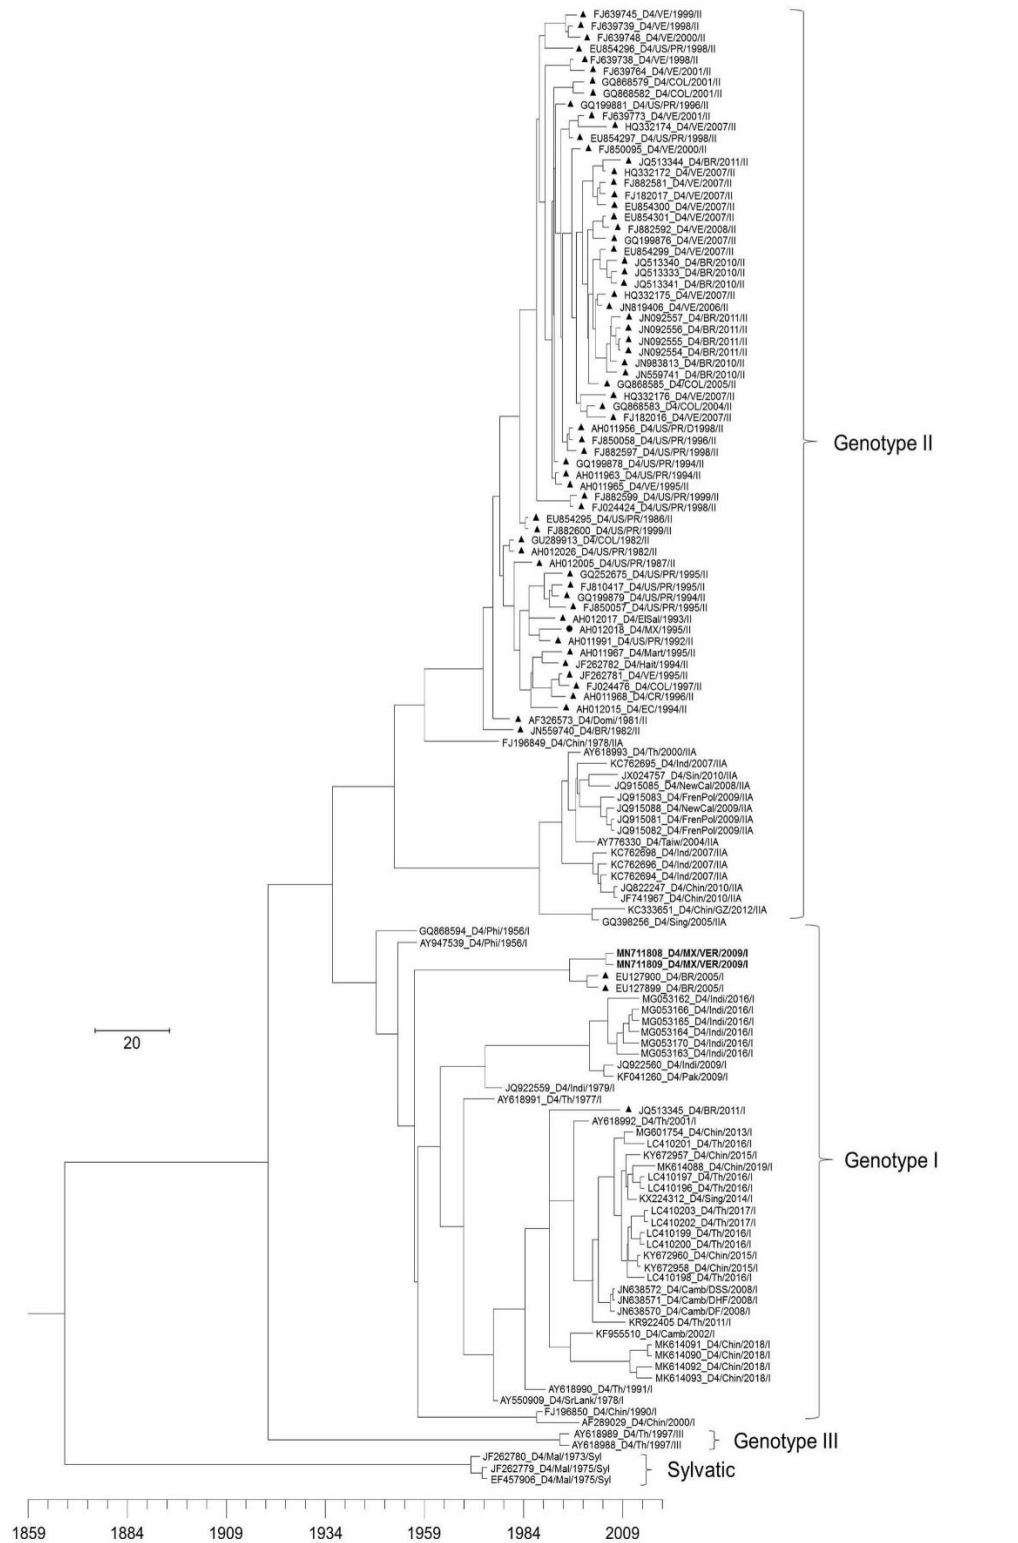 FJ639745_D4/VE/1999/II
FJ639739_D4/VE/1998/II
FJ639748_D4/VE/2000/II
EU854296_D4/US/PR/1998/II
FJ639738_D4/VE/1998/II
FJ639764_D4/VE/2001/II
GQ868579_D4/COL/2001/II
GQ868582_D4/COL/2001/II
GQ199881_D4/US/PR/1996/II
FJ639773_D4/VE/2001/II
HQ332174_D4/VE/2007/II
EU854297_D4/US/PR/1998/II
FJ850095_D4/VE/2000/II
JQ513344_D4/BR/2011/II
HQ332172_D4/VE/2007/II
FJ882581_D4/VE/2007/II
FJ182017_D4/VE/2007/II
EU854300_D4/VE/2007/II
EU854301_D4/VE/2007/II
FJ882592_D4/VE/2008/II
GQ199876_D4/VE/2007/II
EU854299_D4/VE/2007/II
JQ513340_D4/BR/2010/II
JQ513333_D4/BR/2010/II
JQ513341_D4/BR/2010/II
HQ332175_D4/VE/2007/II
JN819406_D4/VE/2006/II
JN092557_D4/BR/2011/II
JN092556_D4/BR/2011/II
JN092555_D4/BR/2011/II
JN092554_D4/BR/2011/II
JN983813_D4/BR/2010/II
JN559741_D4/BR/2010/II
GQ868585_D4/COL/2005/II
HQ332176_D4/VE/2007/II
GQ868583_D4/COL/2004/II
FJ182016_D4/VE/2007/II
AH011956_D4/US/PR/D1998/II
FJ850058_D4/US/PR/1996/II
FJ882597_D4/US/PR/1998/II
GQ199878_D4/US/PR/1994/II
AH011963_D4/US/PR/1994/II
AH011965_D4/VE/1995/II
FJ882599_D4/US/PR/1999/II
FJ024424_D4/US/PR/1998/II
EU854295_D4/US/PR/1986/II
FJ882600_D4/US/PR/1999/II
GU289913_D4/COL/1982/II
AH012026_D4/US/PR/1982/II
AH012005_D4/US/PR/1987/II
GQ252675_D4/US/PR/1995/II
FJ810417_D4/US/PR/1995/II
GQ199879_D4/US/PR/1994/II
FJ850057_D4/US/PR/1995/II
AH012017_D4/ElSal/1993/II
AH012018_D4/MX/1995/II
AH011991_D4/US/PR/1992/II
AH011967_D4/Mart/1995/II
JF262782_D4/Hait/1994/II
JF262781_D4/VE/1995/II
FJ024476_D4/COL/1997/II
AH011968_D4/CR/1996/II
AH012015_D4/EC/1994/II
AF326573_D4/Domi/1981/II
JN559740_D4/BR/1982/II
FJ196849_D4/Chin/1978/IIA
AY618993_D4/Th/2000/IIA
KC762695_D4/Ind/2007/IIA
JX024757_D4/Sin/2010/IIA
JQ915085_D4/NewCal/2008/IIA
JQ915083_D4/FrenPol/2009/IIA
JQ915088_D4/NewCal/2009/IIA
JQ915081_D4/FrenPol/2009/IIA
JQ915082_D4/FrenPol/2009/IIA
AY776330_D4/Taiw/2004/IIA
KC762698_D4/Ind/2007/IIA
KC762696_D4/Ind/2007/IIA
KC762694_D4/Ind/2007/IIA
JQ822247_D4/Chin/2010/IIA
JF741967_D4/Chin/2010/IIA
KC333651_D4/Chin/GZ/2012/IIA
GQ398256_D4/Sing/2005/IIA
Genotype II
GQ868594_D4/Phi/1956/I
AY947539_D4/Phi/1956/I
MN711808_D4/MX/VER/2009/I
MN711809_D4/MX/VER/2009/I
EU127900_D4/BR/2005/I
EU127899_D4/BR/2005/I
MG053162_D4/Indi/2016/I
MG053166_D4/Indi/2016/I
MG053165_D4/Indi/2016/I
MG053164_D4/Indi/2016/I
MG053170_D4/Indi/2016/I
MG053163_D4/Indi/2016/I
JQ922560_D4/Indi/2009/I
KF041260_D4/Pak/2009/I
JQ922559_D4/Indi/1979/I
AY618991_D4/Th/1977/I
JQ513345_D4/BR/2011/I
AY618992_D4/Th/2001/I
MG601754_D4/Chin/2013/I
LC410201_D4/Th/2016/I
KY672957_D4/Chin/2015/I
MK614088_D4/Chin/2019/I
LC410197_D4/Th/2016/I
LC410196_D4/Th/2016/I
KX224312_D4/Sing/2014/I
LC410203_D4/Th/2017/I
LC410202_D4/Th/2017/I
LC410199_D4/Th/2016/I
LC410200_D4/Th/2016/I
KY672960_D4/Chin/2015/I
KY672958_D4/Chin/2015/I
LC410198_D4/Th/2016/I
JN638572_D4/Camb/DSS/2008/I
JN638571_D4/Camb/DHF/2008/I
JN638570_D4/Camb/DF/2008/I
KR922405 D4/Th/2011/I
KF955510_D4/Camb/2002/I
MK614091_D4/Chin/2018/I
MK614090_D4/Chin/2018/I
MK614092_D4/Chin/2018/I
MK614093_D4/Chin/2018/I
AY618990_D4/Th/1991/I
AY550909_D4/SrLank/1978/I
FJ196850_D4/Chin/1990/I
AF289029_D4/Chin/2000/I
Genotype I
AY618989_D4/Th/1997/III
AY618988_D4/Th/1997/III
Genotype III
JF262780_D4/Mal/1973/Syl
JF262779_D4/Mal/1975/Syl
EF457906_D4/Mal/1975/Syl
Sylvatic
20
1859 1884 1909 1934 1959 1984 2009